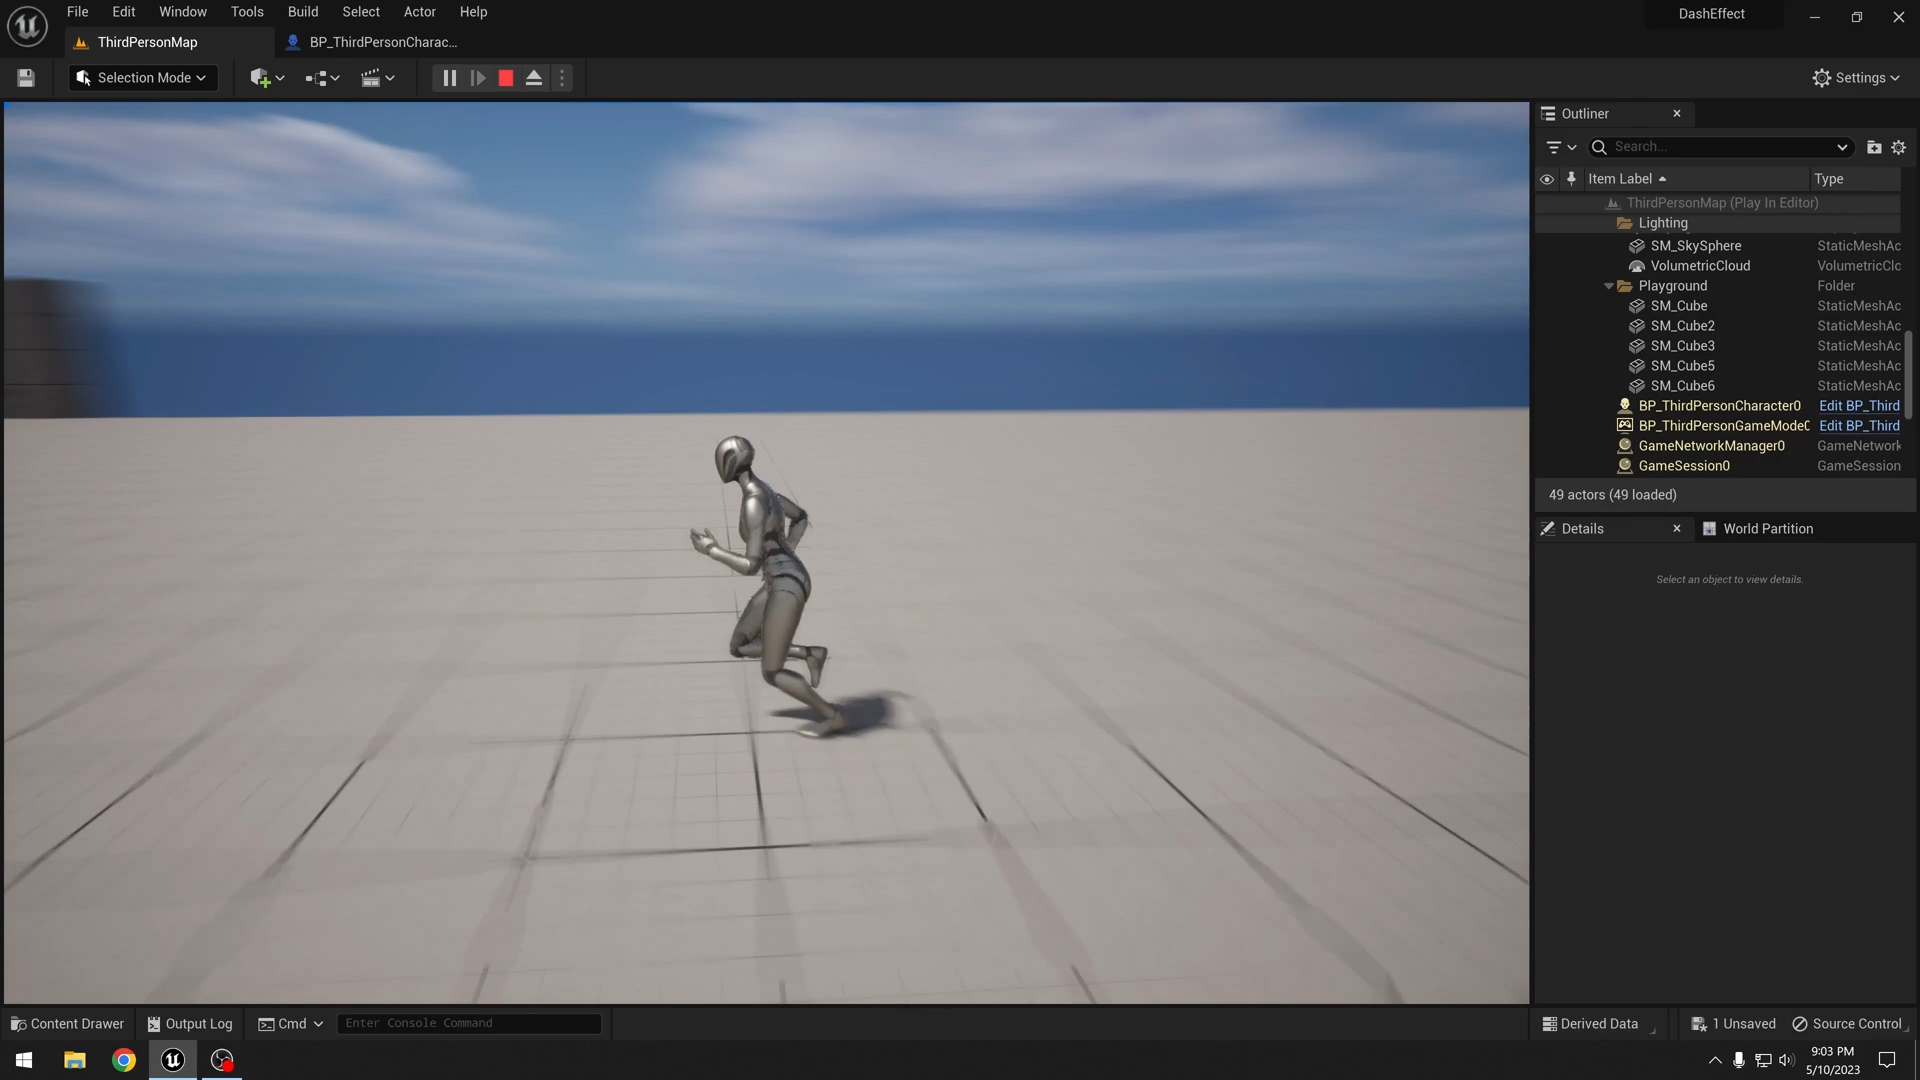 File Edit Window Tools Build Select Actor Help
DashEffect
ThirdPersonMap
BP_ThirdPersonCharac...
Selection Mode
Settings
Outliner
Search...
Item Label
Type
ThirdPersonMap (Play In Editor)
Lighting
SM_SkySphere StaticMeshAc
VolumetricCloud VolumetricClc
Playground Folder
SM_Cube StaticMeshAc
SM_Cube2 StaticMeshAc
SM_Cube3 StaticMeshAc
SM_Cube5 StaticMeshAc
SM_Cube6 StaticMeshAc
BP_ThirdPersonCharacter0 Edit BP_Third
BP_ThirdPersonGameMode0 Edit BP_Third
GameNetworkManager0 GameNetwork
GameSession0 GameSession
49 actors (49 loaded)
Details
World Partition
Select an object to view details.
Content Drawer
Output Log
Cmd
Enter Console Command
Derived Data
1 Unsaved
Source Control
9:03 PM
5/10/2023